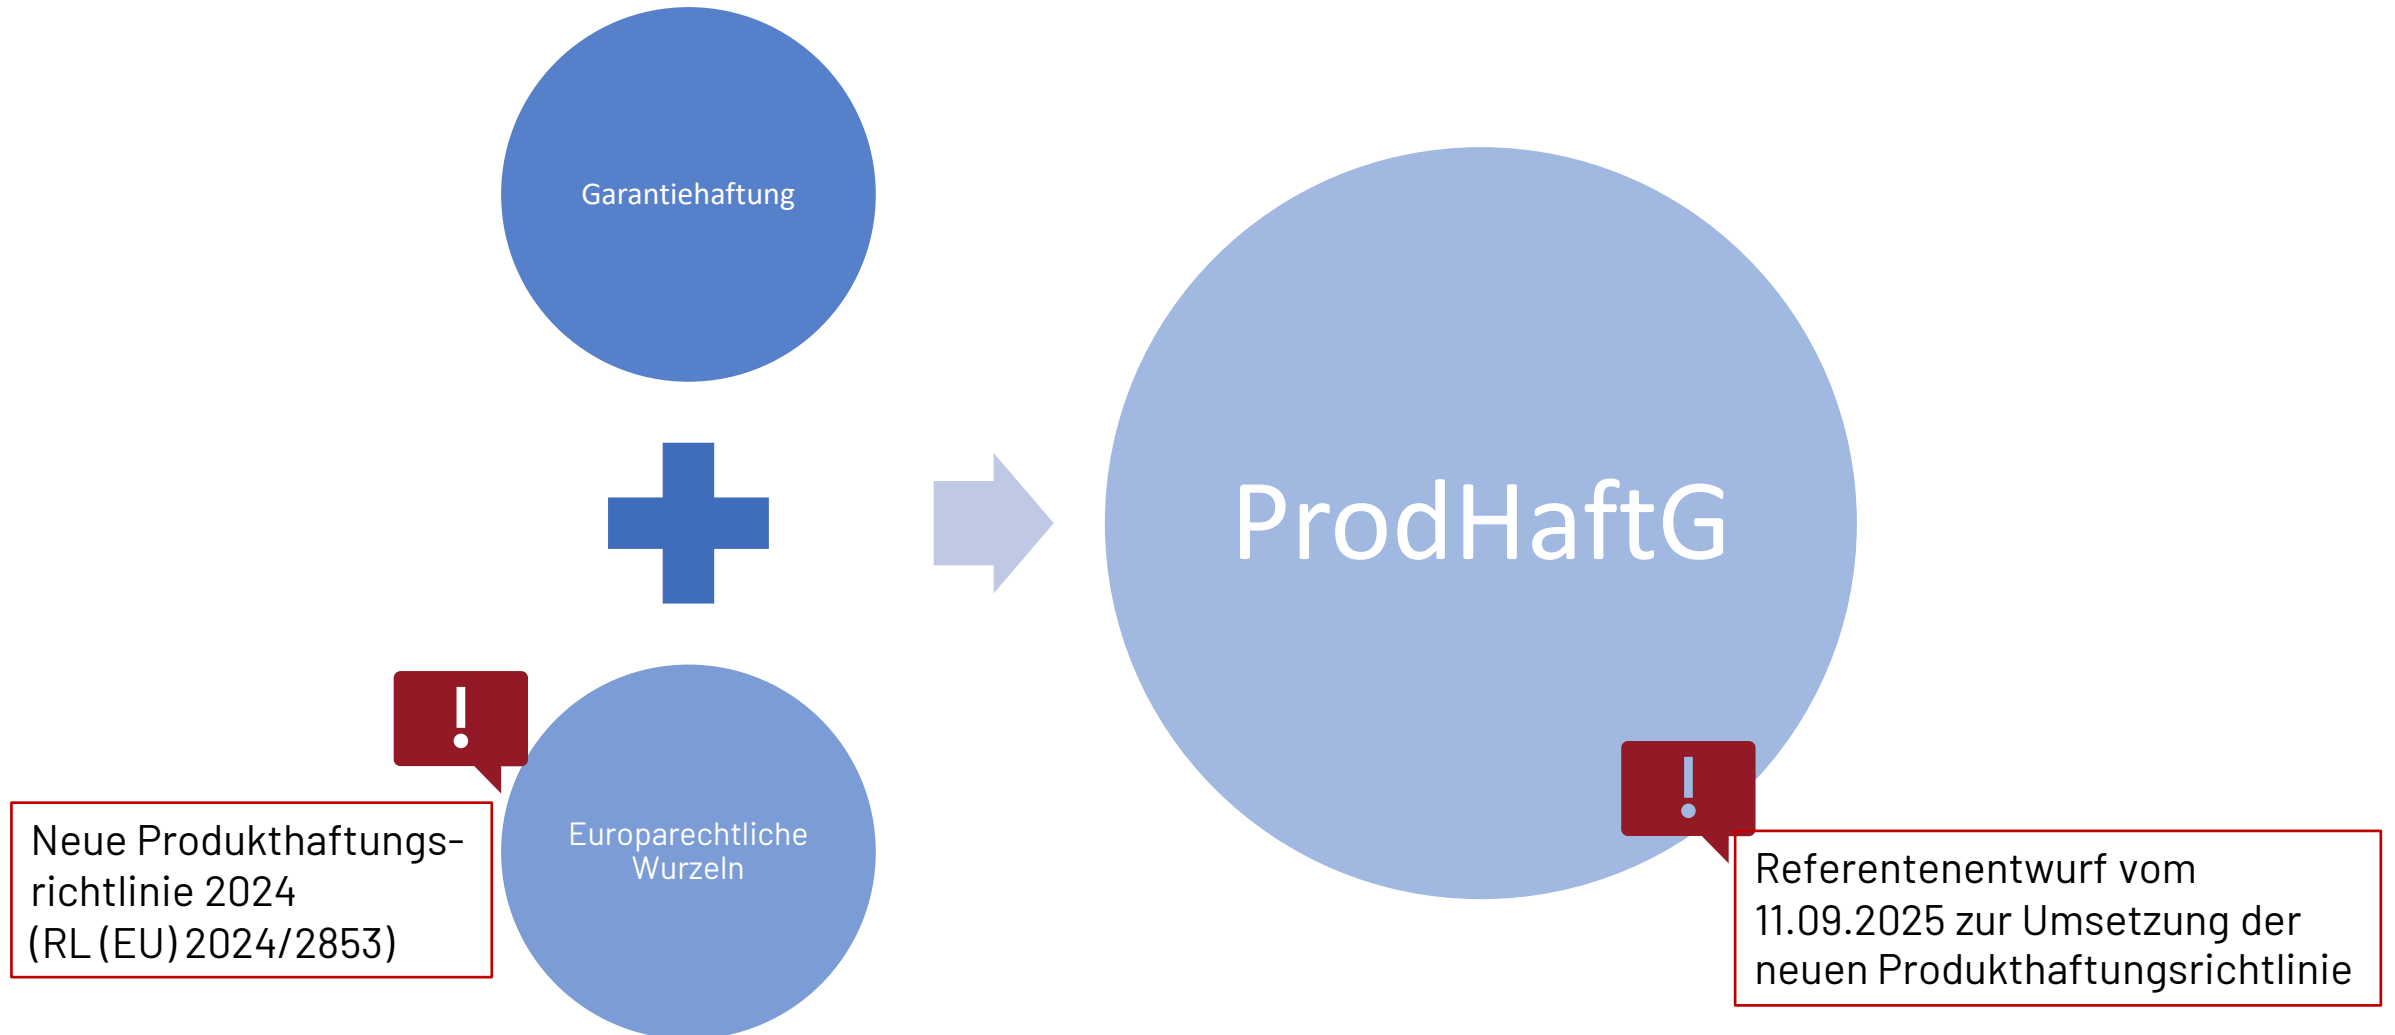 Garantiehaftung
ProdHaftG
!
!
Europarechtliche
Wurzeln
Neue Produkthaftungs-
richtlinie 2024
(RL (EU) 2024/2853)
Referentenentwurf vom
11.09.2025 zur Umsetzung der
neuen Produkthaftungsrichtlinie